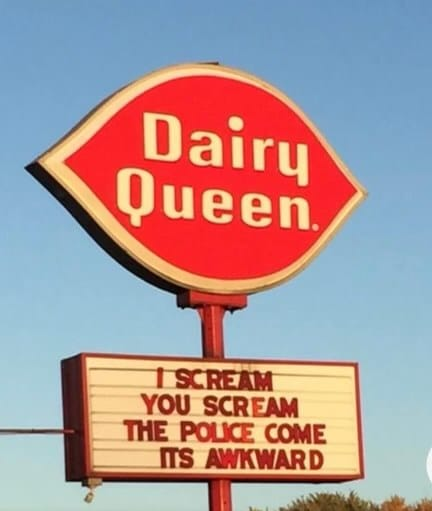 Dairy
Queen.
I SCREAM
YOU SCREAM
THE POLICE COME
ITS AWKWARD